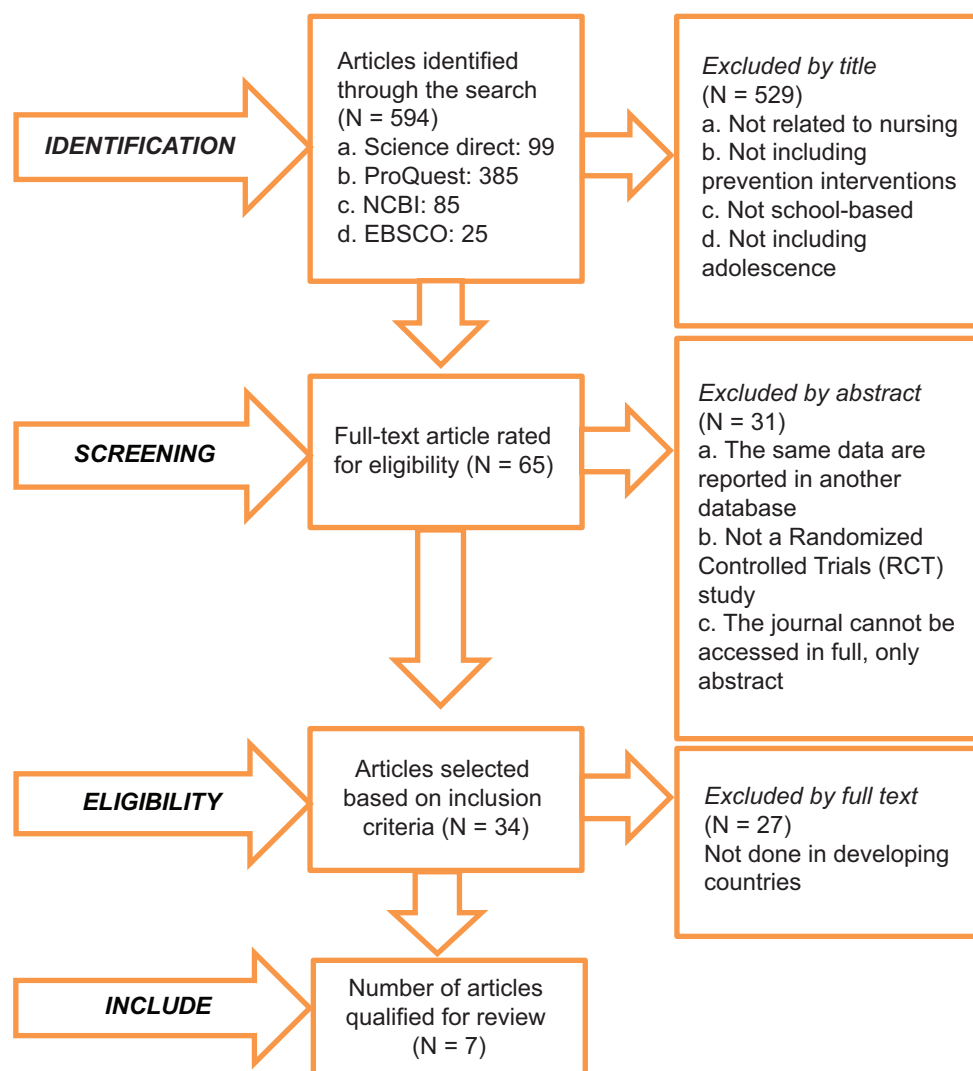 IDENTIFICATION
Articles identified
through the search
(N = 594)
a. Science direct: 99
b. ProQuest: 385
c. NCBI: 85
d. EBSCO: 25
Excluded by title
(N = 529)
a. Not related to nursing
b. Not including
prevention interventions
c. Not school-based
d. Not including
adolescence
SCREENING
Full-text article rated
for eligibility (N = 65)
Excluded by abstract
(N = 31)
a. The same data are
reported in another
database
b. Not a Randomized
Controlled Trials (RCT)
study
c. The journal cannot be
accessed in full, only
abstract
ELIGIBILITY
Articles selected
based on inclusion
criteria (N = 34)
Excluded by full text
(N = 27)
Not done in developing
countries
INCLUDE
Number of articles
qualified for review
(N = 7)